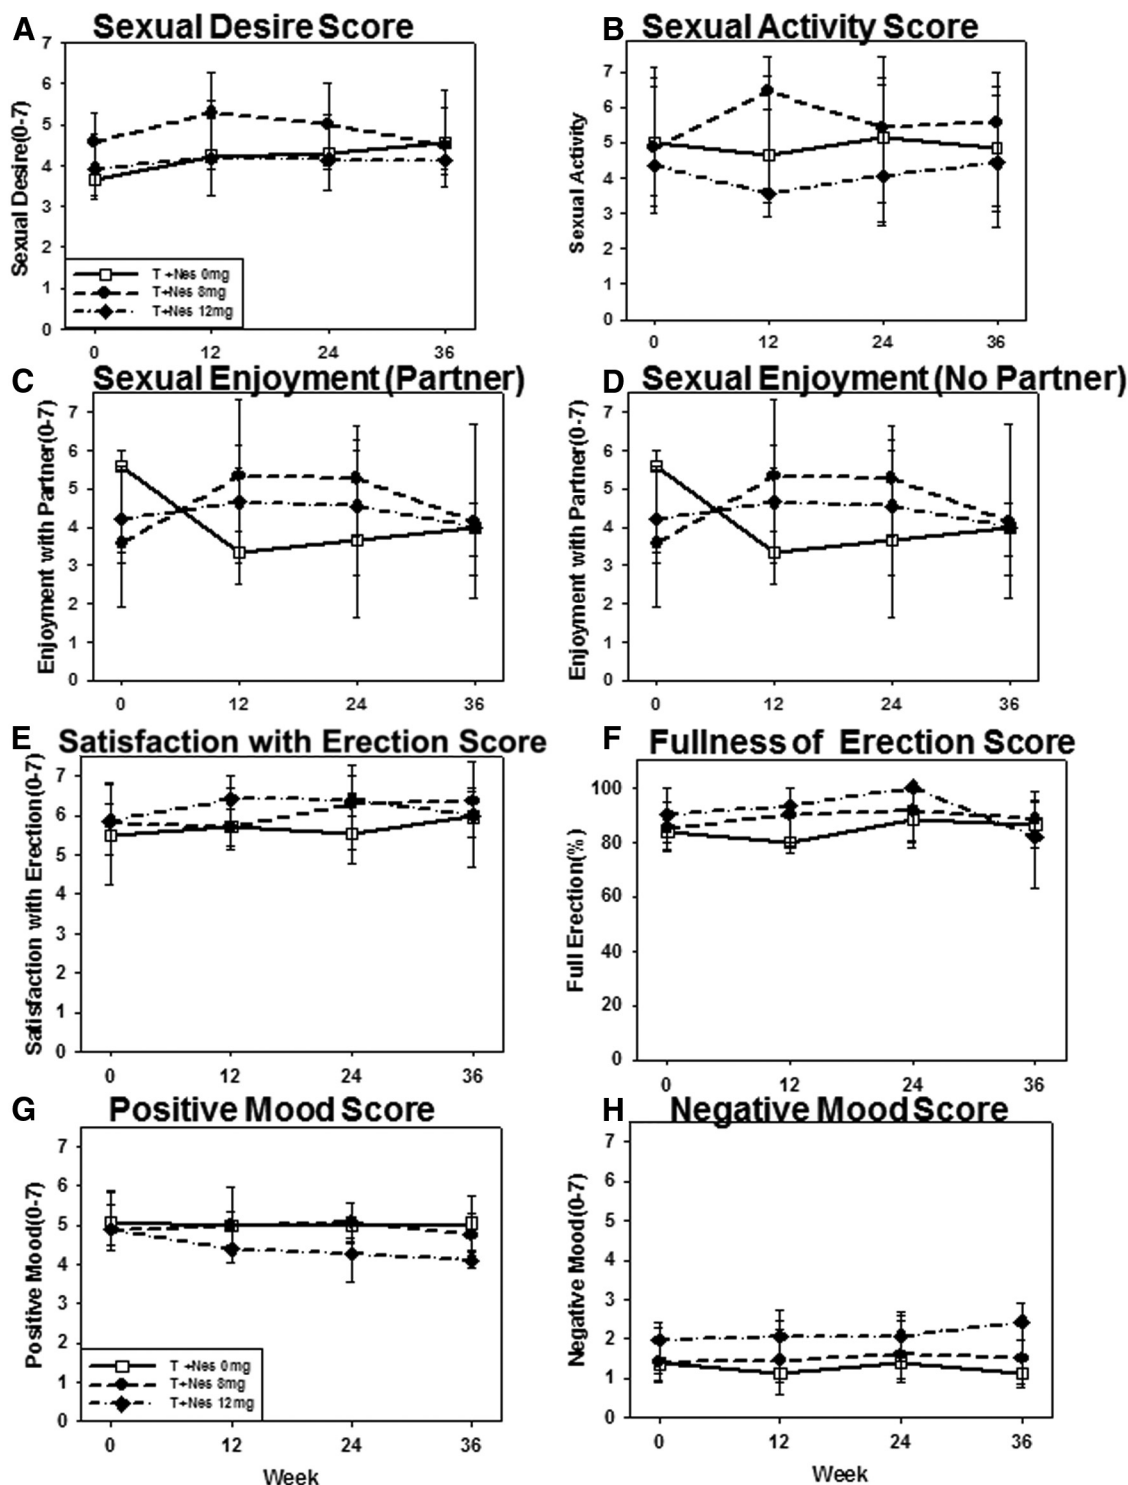 A Sexual Desire Score
Sexual Desire(0-7)
7
6
5
4
3
2
1
0
T +Nes 0mg
T+Nes 8mg
T+Nes 12mg
0 12 24 36
B Sexual Activity Score
Sexual Activity
7
6
5
4
3
2
1
0
0 12 24 36
C Sexual Enjoyment (Partner)
Enjoyment with Partner(0-7)
7
6
5
4
3
2
1
0
0 12 24 36
D Sexual Enjoyment (No Partner)
Enjoyment with Partner(0-7)
7
6
5
4
3
2
1
0
0 12 24 36
E Satisfaction with Erection Score
Satisfaction with Erection(0-7)
7
6
5
4
3
2
1
0
0 12 24 36
F Fullness of Erection Score
Full Erection(%)
100
80
60
40
20
0
0 12 24 36
G Positive Mood Score
Positive Mood(0-7)
7
6
5
4
3
2
1
0
T +Nes 0mg
T+Nes 8mg
T+Nes 12mg
0 12 24 36
Week
H Negative Mood Score
Negative Mood(0-7)
7
6
5
4
3
2
1
0
0 12 24 36
Week